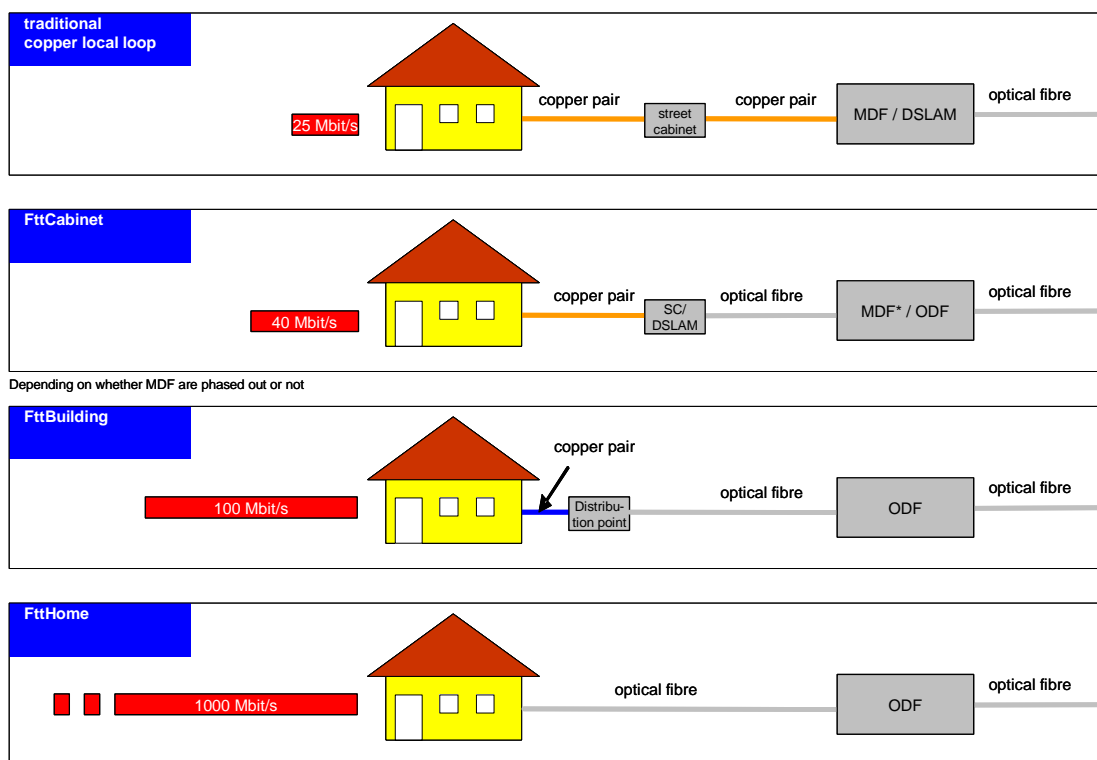 traditional
copper local loop
25 Mbit/s
copper pair
street
cabinet
copper pair
MDF / DSLAM
optical fibre
FttCabinet
40 Mbit/s
copper pair
SC/
DSLAM
optical fibre
MDF* / ODF
optical fibre
Depending on whether MDF are phased out or not
FttBuilding
100 Mbit/s
copper pair
Distribu-
tion point
optical fibre
ODF
optical fibre
FttHome
1000 Mbit/s
optical fibre
ODF
optical fibre